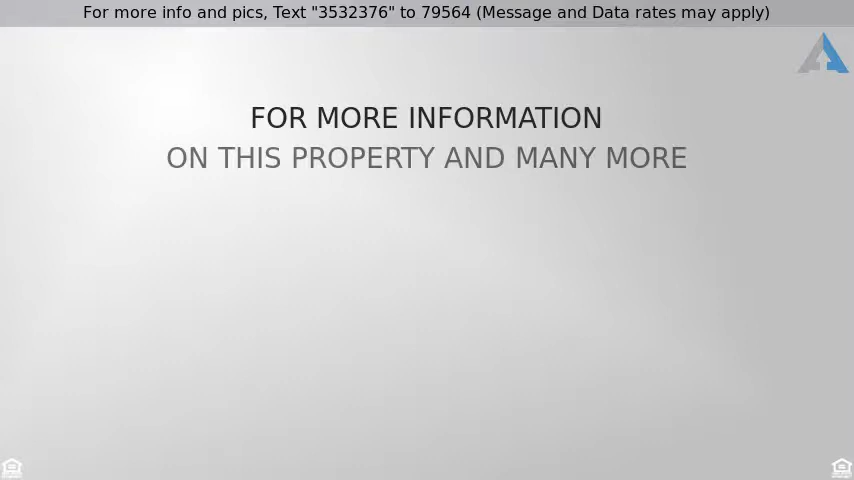 For more info and pics, Text "3532376" to 79564 (Message and Data rates may apply)
FOR MORE INFORMATION
ON THIS PROPERTY AND MANY MORE